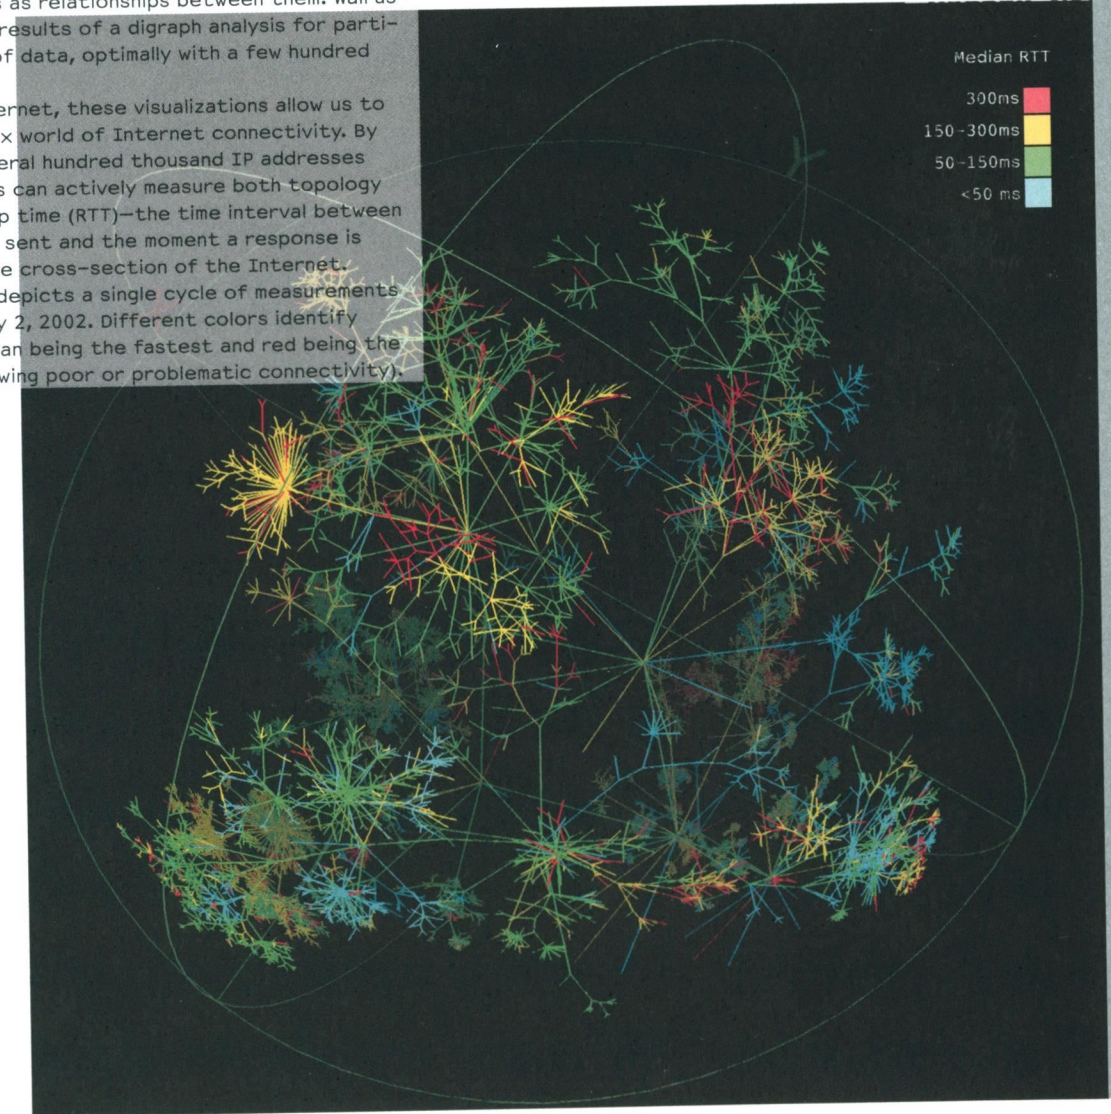 as relationships between them.
results of a digraph analysis for parti-
of data, optimally with a few hundred
ernet, these visualizations allow us to
x world of Internet connectivity. By
eral hundred thousand IP addresses
s can actively measure both topology
p time (RTT)—the time interval between
sent and the moment a response is
e cross-section of the Internet.
depicts a single cycle of measurements
y 2, 2002. Different colors identify
an being the fastest and red being the
wing poor or problematic connectivity).
Median RTT
300ms
150-300ms
50-150ms
<50 ms